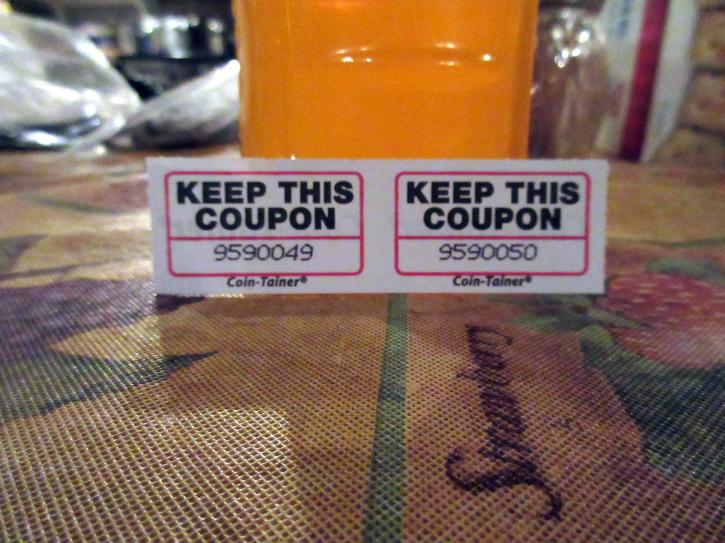 KEEP THIS
COUPON
9590049
Coin-Tainer®
KEEP THIS
COUPON
9590050
Coin-Tainer®